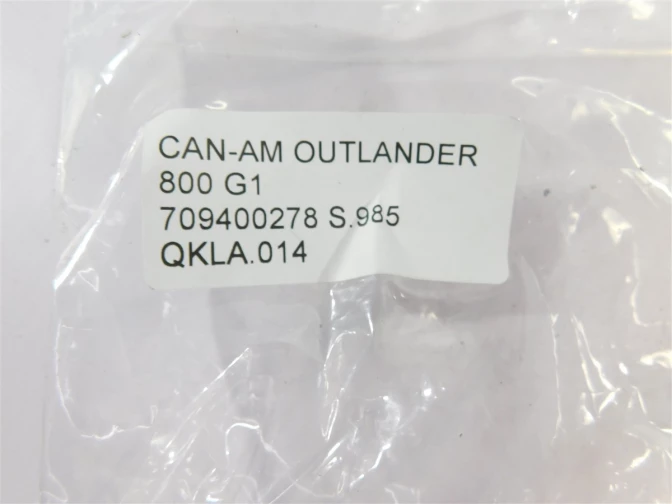 CAN-AM OUTLANDER
800 G1
709400278 S.985
QKLA.014